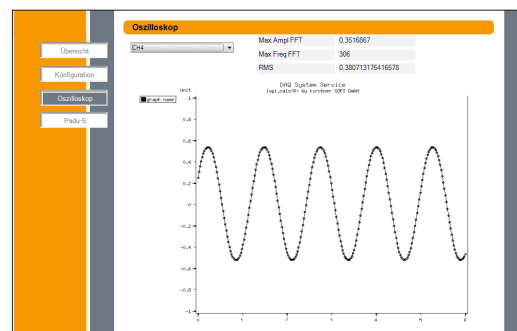 Oszilloskop
Übersicht
Konfiguration
Oszilloskop
Padu-S
CH4
Max Ampl FFT 0.3516867
Max Freq FFT 306
RMS 0,380713175416578
DAQ System Service
logi.cals(R) by kirchner SOFT GmbH
unit
graph name
1
0.8
0.6
0.4
0.2
0
-0.2
-0.4
-0.6
-0.8
-1
0 1 2 3 4 5 6